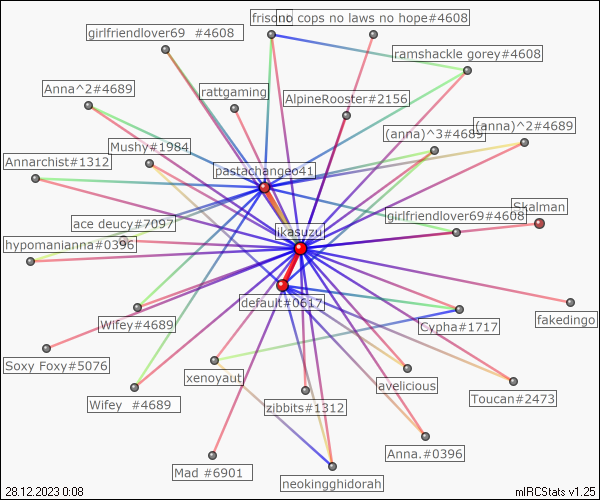 frisono cops no laws no hope#4608
girlfriendlover69 #4608
ramshackle gorey#4608
Anna^2#4689
rattgaming
AlpineRooster#2156
(anna)^2#4689
(anna)^3#4689
Mushy#1984
Annarchist#1312
pastachangeo41
Skalman
girlfriendlover69#4608
ace deucy#7097
ikasuzu
hypomanianna#0396
default#0617
Wifey#4689
Cypha#1717
fakedingo
Soxy Foxy#5076
xenoyaut
avelicious
Toucan#2473
Wifey #4689
zibbits#1312
Anna.#0396
Mad #6901
neokingghidorah
28.12.2023 0:08
mIRCStats v1.25